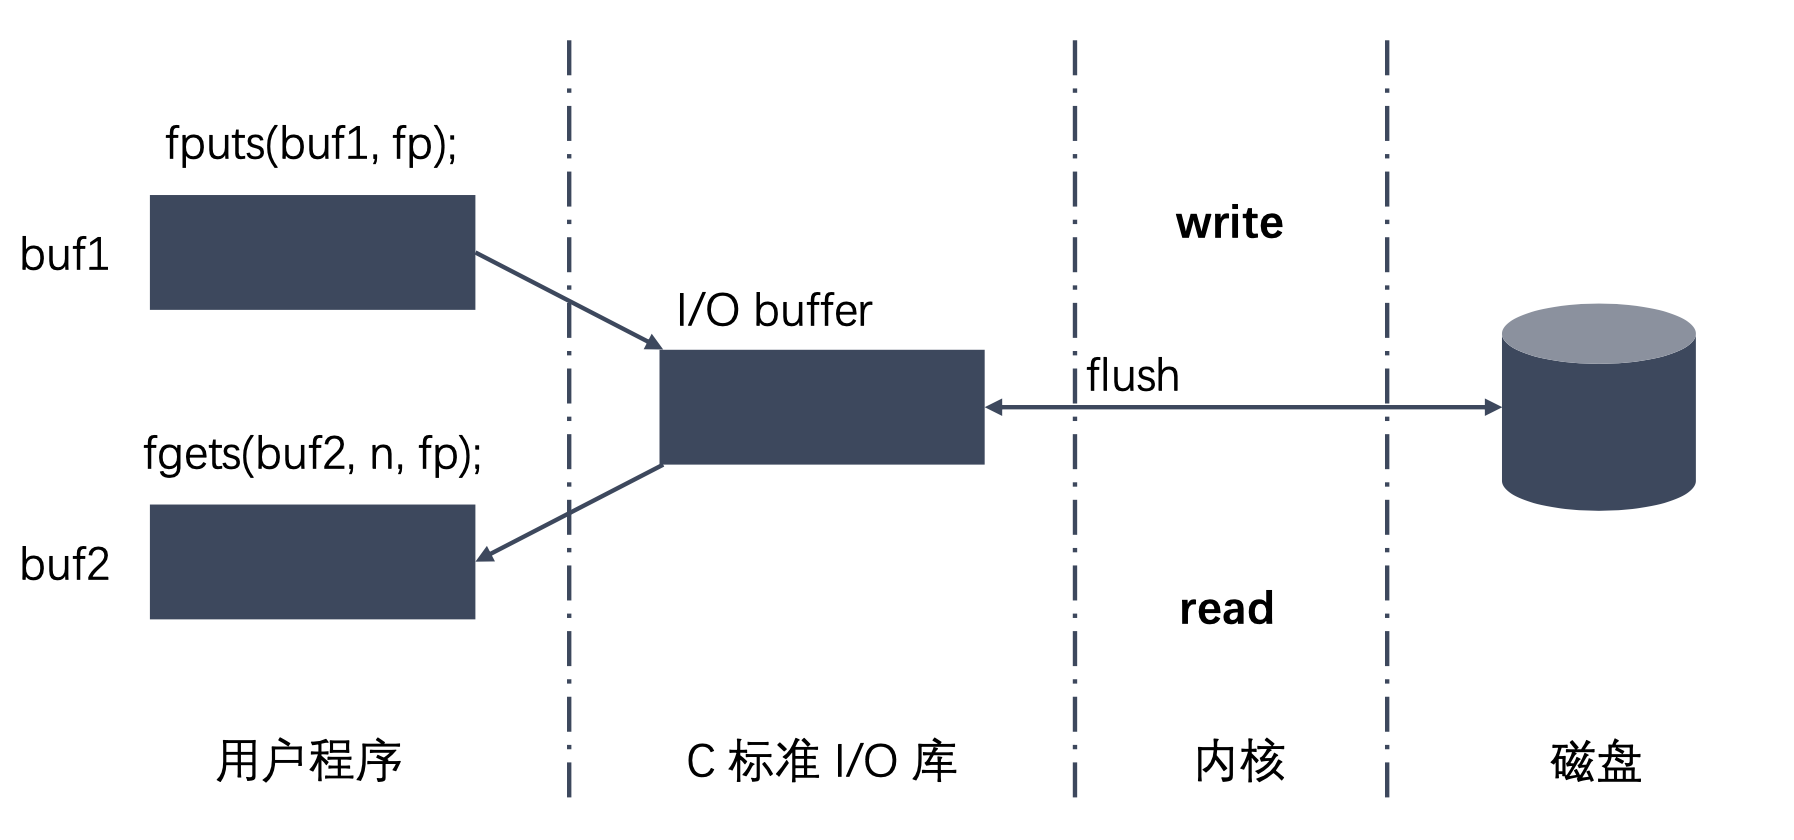 fputs(buf1, fp);
buf1
fgets(buf2, n, fp);
buf2
I/O buffer
write
flush
read
用户程序
C 标准 I/O 库
内核
磁盘